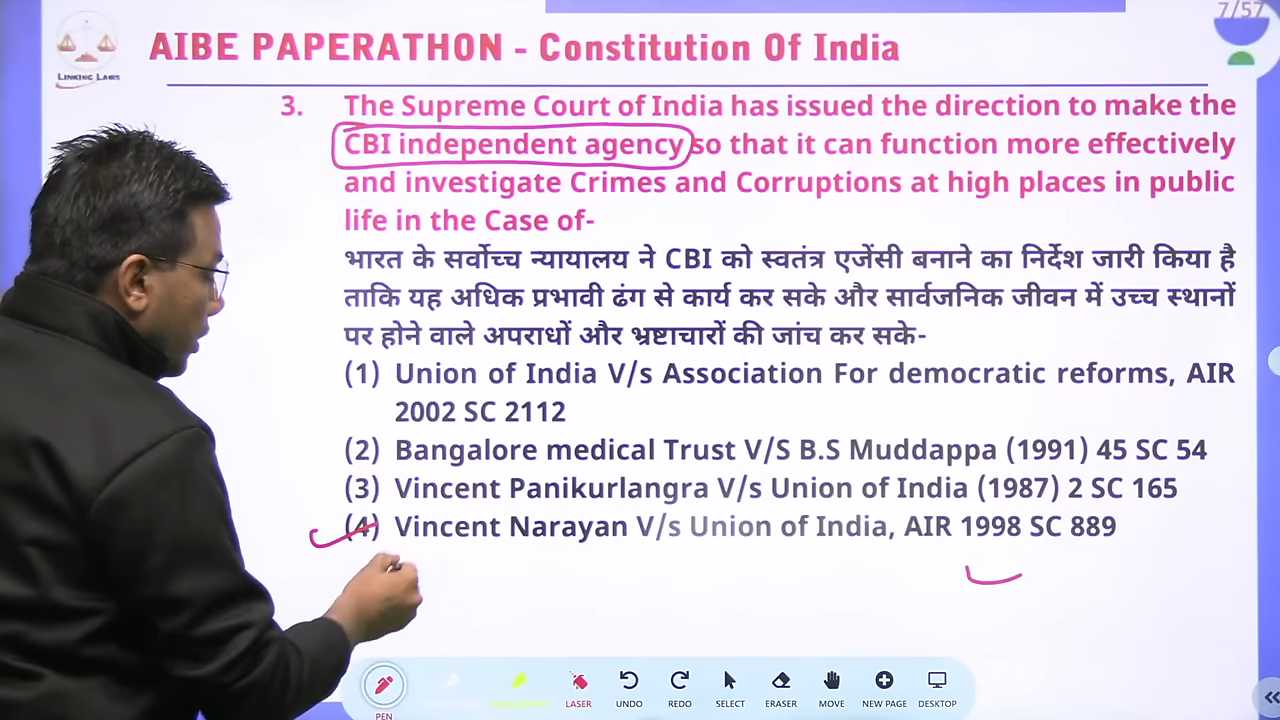 7/57
LINKING LAWS
AIBE PAPERATHON - Constitution Of India
3. The Supreme Court of India has issued the direction to make the
CBI independent agency so that it can function more effectively
and investigate Crimes and Corruptions at high places in public
life in the Case of-
भारत के सर्वोच्च न्यायालय ने CBI को स्वतंत्र एजेंसी बनाने का निर्देश जारी किया है
ताकि यह अधिक प्रभावी ढंग से कार्य कर सके और सार्वजनिक जीवन में उच्च स्थानों
पर होने वाले अपराधों और भ्रष्टाचारों की जांच कर सके-
(1) Union of India V/s Association For democratic reforms, AIR
2002 SC 2112
(2) Bangalore medical Trust V/S B.S Muddappa (1991) 45 SC 54
(3) Vincent Panikurlangra V/s Union of India (1987) 2 SC 165
(4) Vincent Narayan V/s Union of India, AIR 1998 SC 889
PEN LASER UNDO REDO SELECT ERASER MOVE NEW PAGE DESKTOP